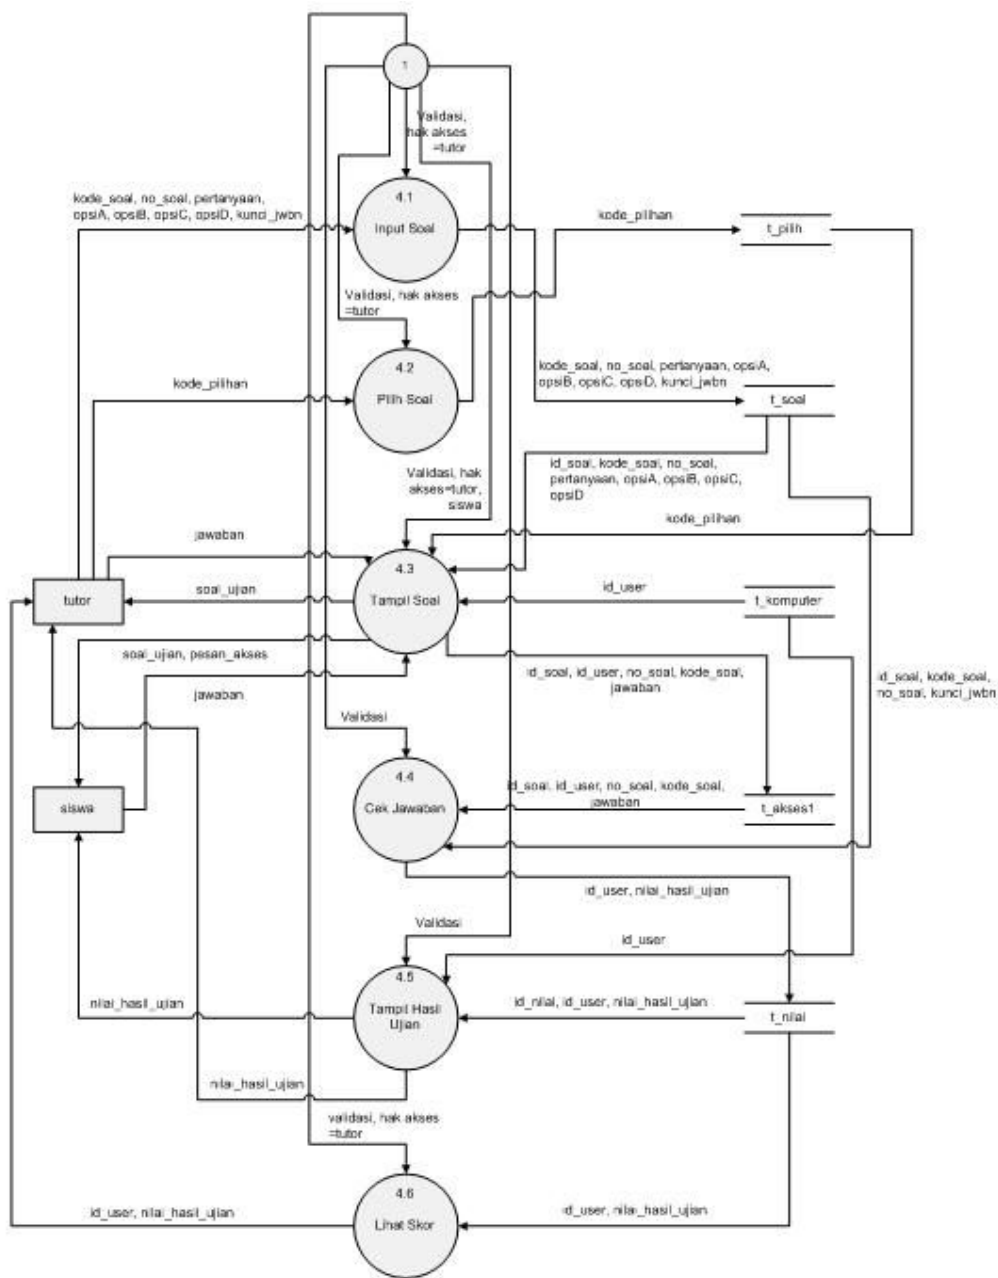 1
Validasi,
hak akses
=tutor
4.1
Input Soal
kode_soal, no_soal, pertanyaan,
opsiA, opsiB, opsiC, opsiD, kunci_jwbn
kode_pilihan
t_pilih
Validasi, hak akses
=tutor
4.2
Pilih Soal
kode_pilihan
kode_soal, no_soal, pertanyaan, opsiA,
opsiB, opsiC, opsiD, kunci_jwbn
t_soal
Validasi, hak
akses=tutor,
siswa
id_soal, kode_soal, no_soal,
pertanyaan, opsiA, opsiB, opsiC,
opsiD
kode_pilihan
jawaban
4.3
Tampil Soal
tutor
soal_ujian
id_user
t_komputer
soal_ujian, pesan_akses
jawaban
id_soal, id_user, no_soal, kode_soal,
jawaban
id_soal, kode_soal,
no_soal, kunci_jwbn
Validasi
4.4
Cek Jawaban
siswa
id_soal, id_user, no_soal, kode_soal,
jawaban
t_akses1
id_user, nilai_hasil_ujian
Validasi
id_user
4.5
Tampil Hasil
Ujian
nilai_hasil_ujian
id_nilai, id_user, nilai_hasil_ujian
t_nilai
nilai_hasil_ujian
validasi, hak akses
=tutor
4.6
Lihat Skor
id_user, nilai_hasil_ujian
id_user, nilai_hasil_ujian